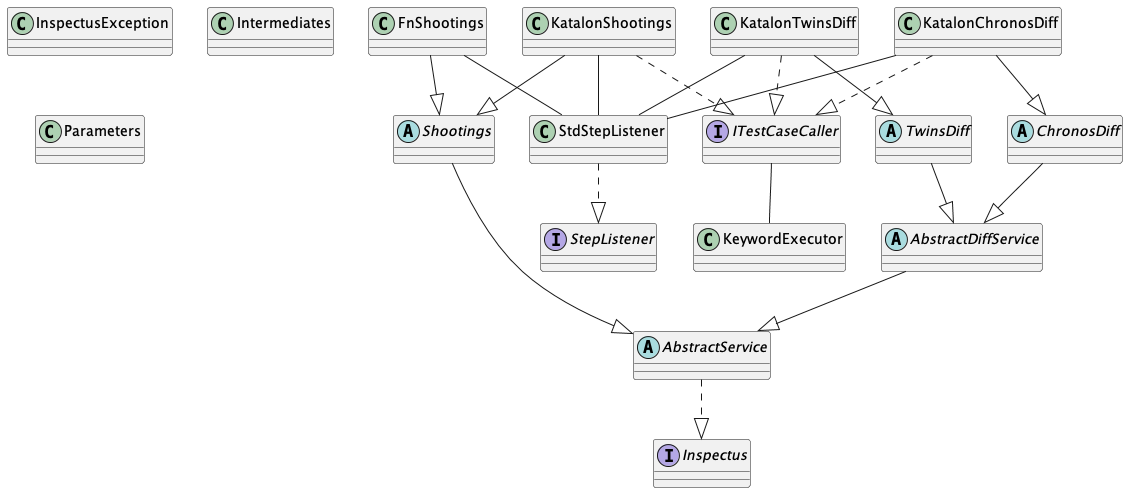 C InspectusException
C Intermediates
C FnShootings
C KatalonShootings
C KatalonTwinsDiff
C KatalonChronosDiff
C Parameters
A Shootings
C StdStepListener
I ITestCaseCaller
A TwinsDiff
A ChronosDiff
I StepListener
C KeywordExecutor
A AbstractDiffService
A AbstractService
I Inspectus